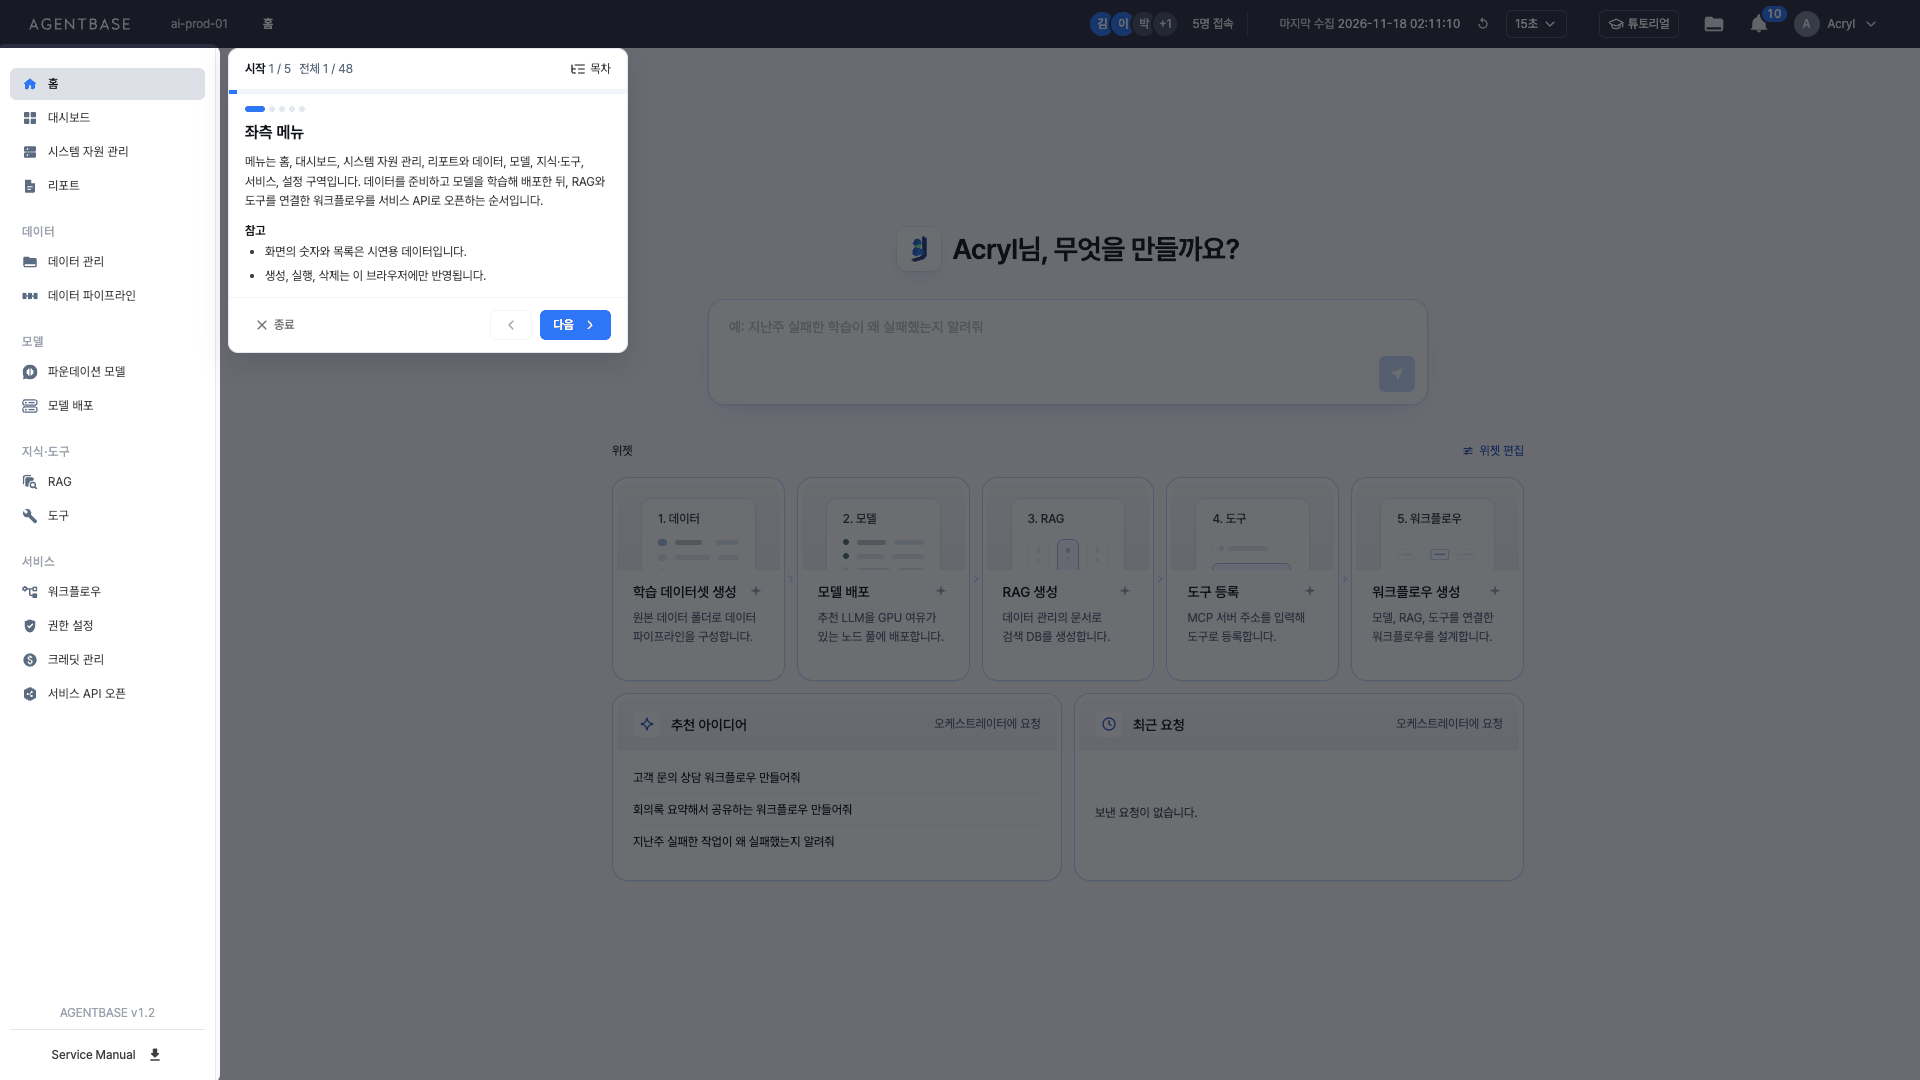 AGENTBASE
ai-prod-01
홈
김 이 박 +1
5명 접속
마지막 수집 2026-11-18 02:11:10
15초
튜토리얼
10
A
Acryl
홈
대시보드
시스템 자원 관리
리포트
데이터
데이터 관리
데이터 파이프라인
모델
파운데이션 모델
모델 배포
지식·도구
RAG
도구
서비스
워크플로우
권한 설정
크레딧 관리
서비스 API 오픈
AGENTBASE v1.2
Service Manual
시작 1 / 5 전체 1 / 48
목차
좌측 메뉴
메뉴는 홈, 대시보드, 시스템 자원 관리, 리포트와 데이터, 모델, 지식·도구,
서비스, 설정 구역입니다. 데이터를 준비하고 모델을 학습해 배포한 뒤, RAG와
도구를 연결한 워크플로우를 서비스 API로 오픈하는 순서입니다.
참고
• 화면의 숫자와 목록은 시연용 데이터입니다.
• 생성, 실행, 삭제는 이 브라우저에만 반영됩니다.
종료
다음
Acryl님, 무엇을 만들까요?
예: 지난주 실패한 학습이 왜 실패했는지 알려줘
위젯
위젯 편집
1. 데이터
학습 데이터셋 생성
원본 데이터 폴더로 데이터
파이프라인을 구성합니다.
2. 모델
모델 배포
추천 LLM을 GPU 여유가
있는 노드 풀에 배포합니다.
3. RAG
RAG 생성
데이터 관리의 문서로
검색 DB를 생성합니다.
4. 도구
도구 등록
MCP 서버 주소를 입력해
도구로 등록합니다.
5. 워크플로우
워크플로우 생성
모델, RAG, 도구를 연결한
워크플로우를 설계합니다.
추천 아이디어
오케스트레이터에 요청
고객 문의 상담 워크플로우 만들어줘
회의록 요약해서 공유하는 워크플로우 만들어줘
지난주 실패한 작업이 왜 실패했는지 알려줘
최근 요청
오케스트레이터에 요청
보낸 요청이 없습니다.